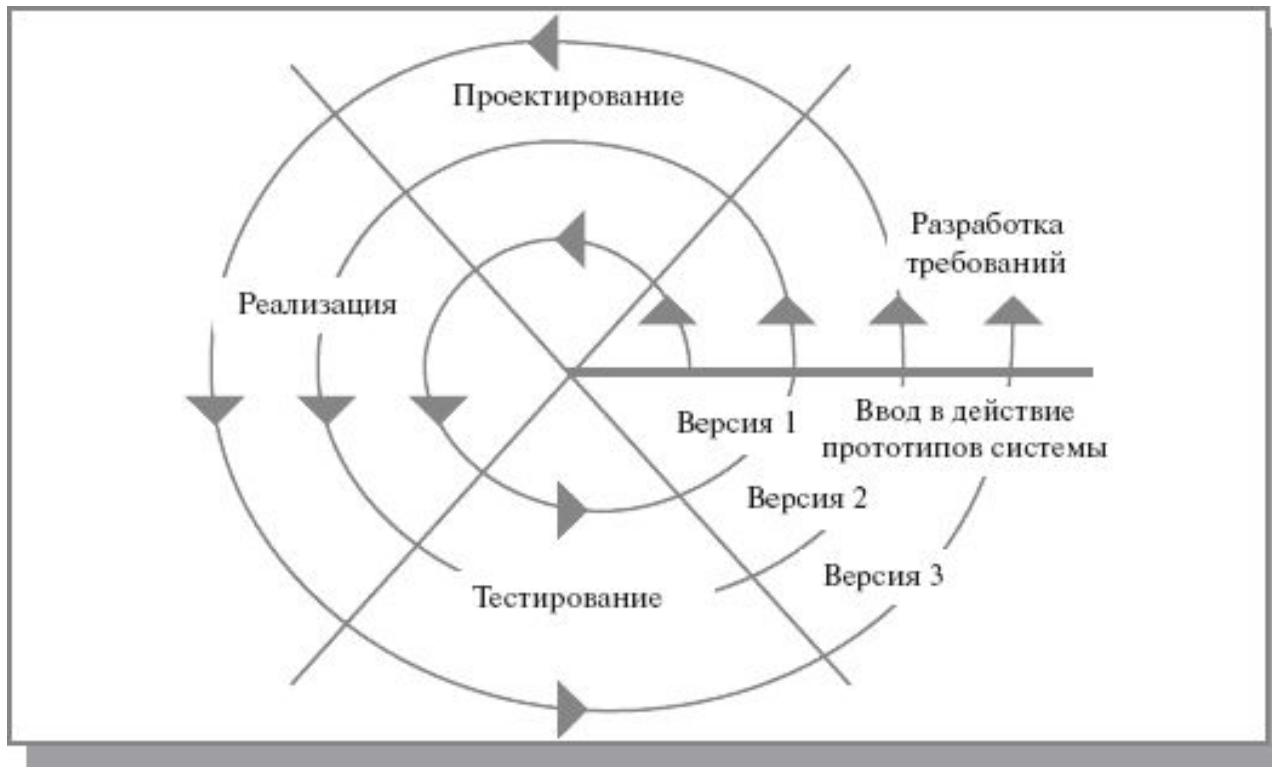 Проектирование
Разработка
требований
Реализация
Версия 1
Ввод в действие
прототипов системы
Версия 2
Версия 3
Тестирование